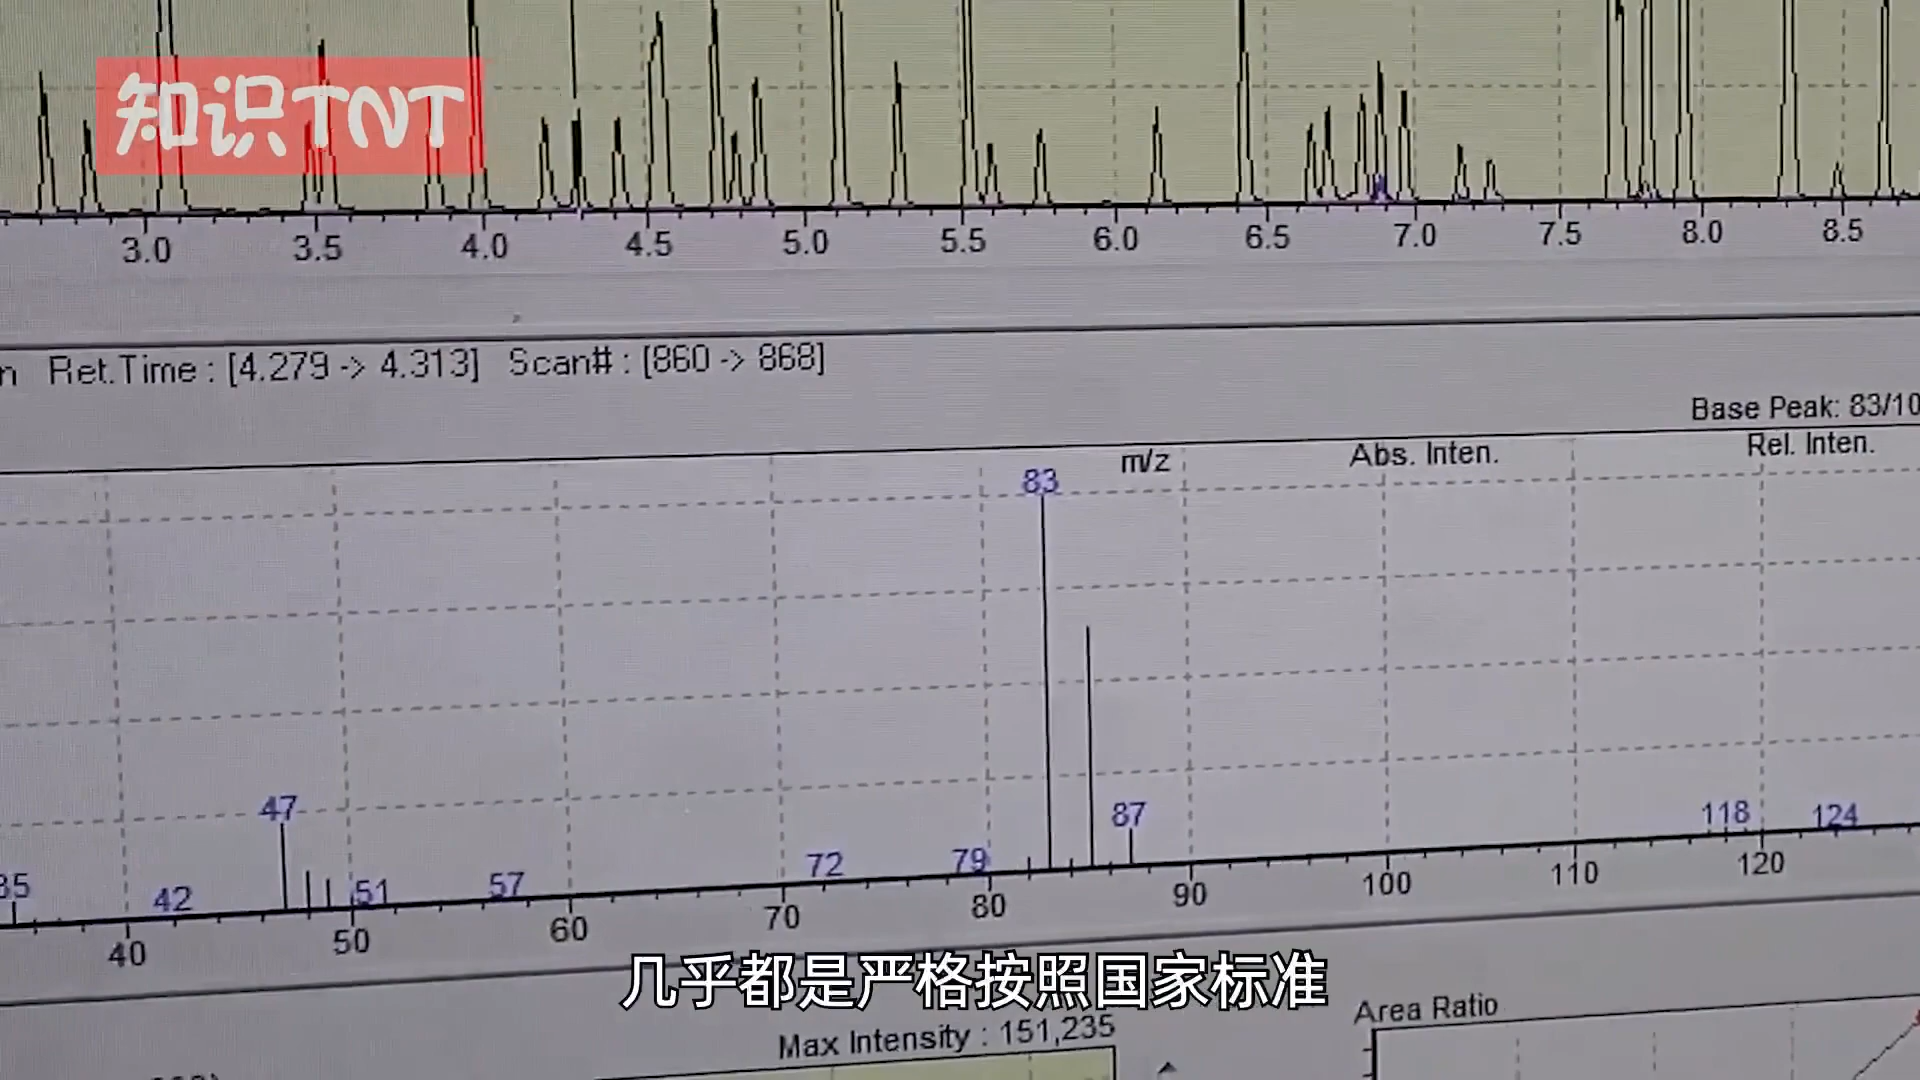 知识TNT
3.0 3.5 4.0 4.5 5.0 5.5 6.0 6.5 7.0 7.5 8.0 8.5
n Ret.Time : [4.279 -> 4.313] Scan# : [860 -> 868]
Base Peak: 83/10
m/z Abs. Inten. Rel. Inten.
83
47 87 118 124
35 42 51 57 72 79
40 50 60 70 80 90 100 110 120
几乎都是严格按照国家标准
Max Intensity : 151,235
Area Ratio